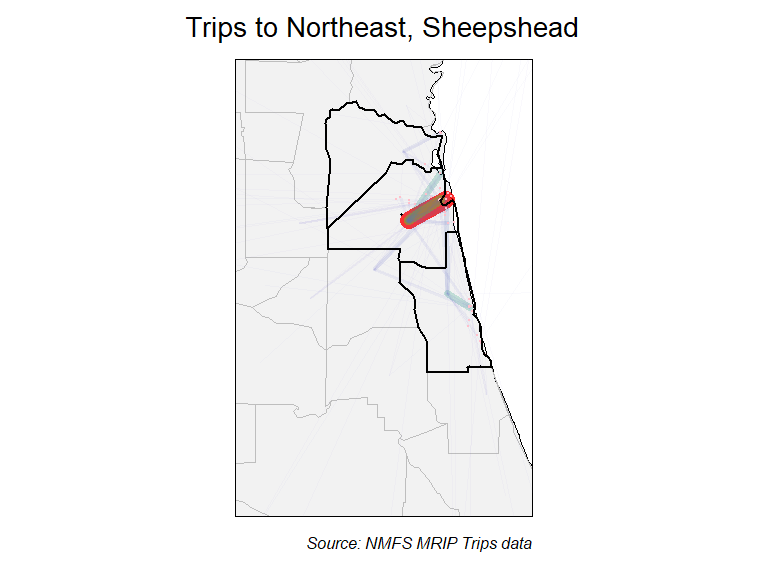 Trips to Northeast, Sheepshead
Source: NMFS MRIP Trips data